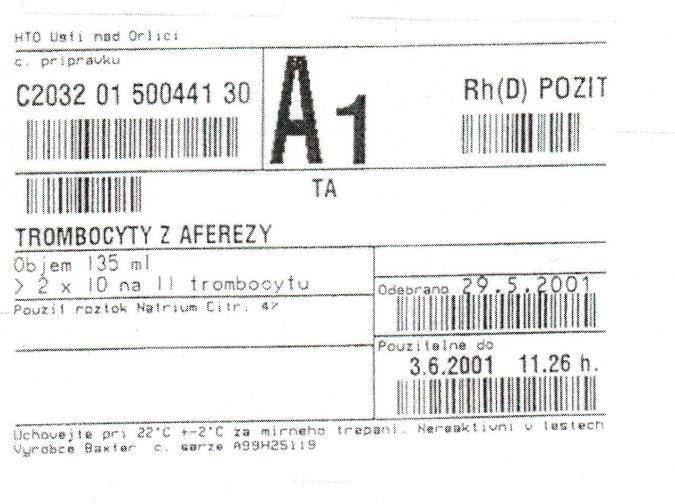 HTO Usti nad Orlici
c. pripravku
C2032 01 500441 30
A1
Rh(D) POZIT
TA
TROMBOCYTY Z AFEREZY
Objem 135 ml
> 2 x 10 na 11 trombocytu
Pouzit roztok Natrium Citr. 4%
Odebrano 29.5.2001
Pouzitelne do
3.6.2001 11.26 h.
Uchovejte pri 22°C +-2°C za mirneho trepani. Nereaktivni v testech
Vyrobce Baxter c. sarze A99H25119